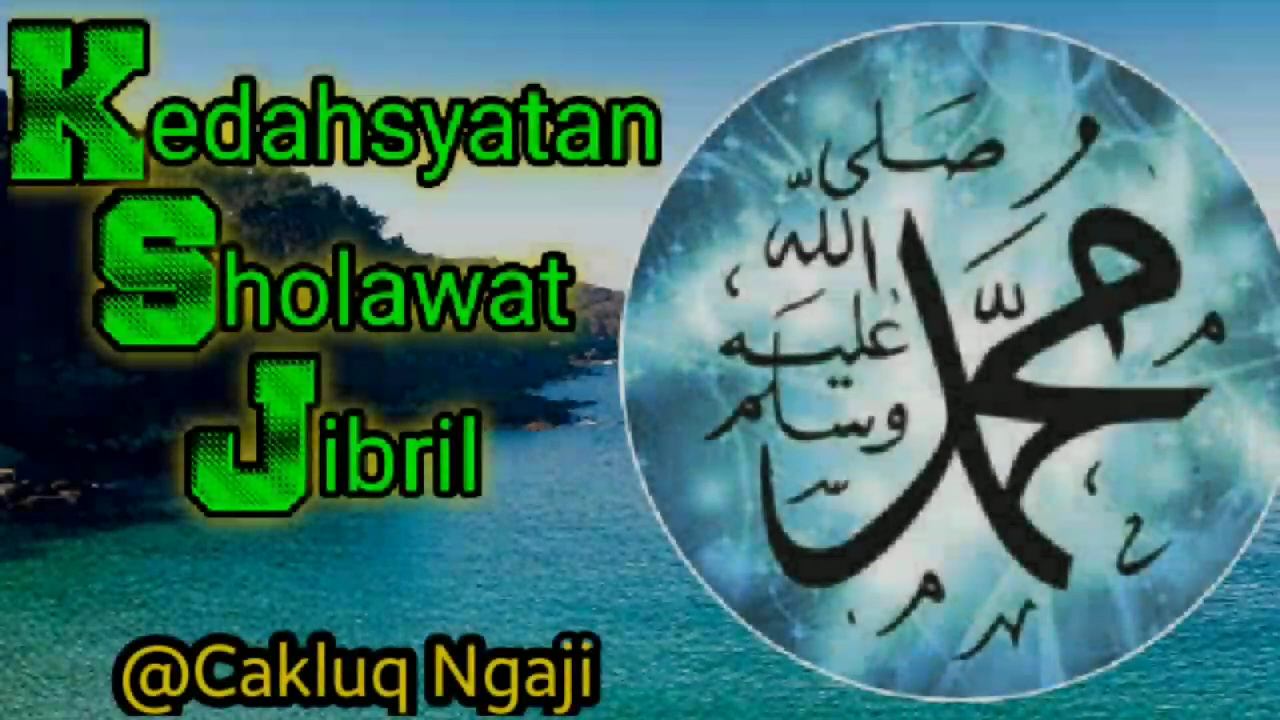 Kedahsyatan
Sholawat
Jibril
@Cakluq Ngaji
محمد
صلى
الله
عليه
وسلم